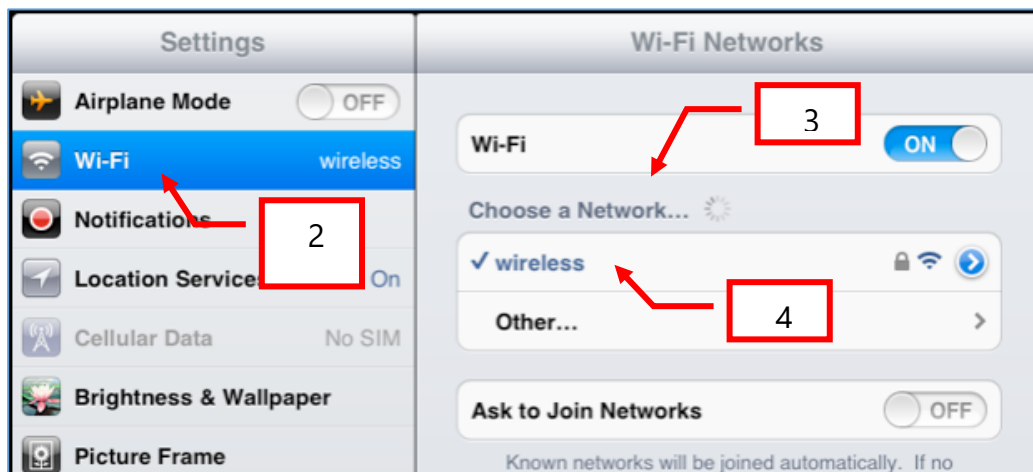 Settings
Airplane Mode OFF
Wi-Fi wireless
Notifications
2
Location Services On
Cellular Data No SIM
Brightness & Wallpaper
Picture Frame
Wi-Fi Networks
3
Wi-Fi ON
Choose a Network...
✓ wireless
4
Other... >
Ask to Join Networks OFF
Known networks will be joined automatically. If no